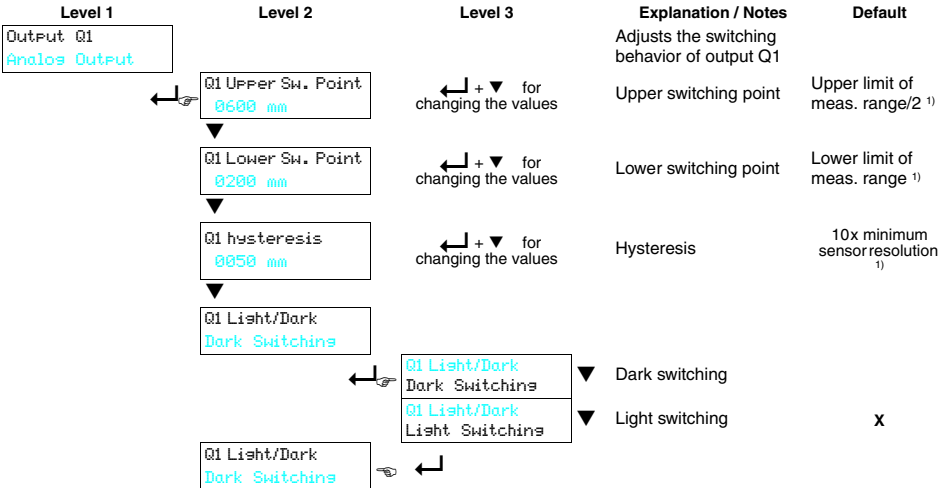 Level 1 Level 2 Level 3 Explanation / Notes Default
Output Q1
Analog Output
Adjusts the switching
behavior of output Q1
Q1 Upper Sw. Point
0600 mm
+ ▼ for
changing the values
Upper switching point
Upper limit of
meas. range/2 1)
Q1 Lower Sw. Point
0200 mm
+ ▼ for
changing the values
Lower switching point
Lower limit of
meas. range 1)
Q1 hysteresis
0050 mm
+ ▼ for
changing the values
Hysteresis
10x minimum
sensor resolution
1)
Q1 Light/Dark
Dark Switching
Q1 Light/Dark
Dark Switching
Dark switching
Q1 Light/Dark
Light Switching
Light switching
X
Q1 Light/Dark
Dark Switching